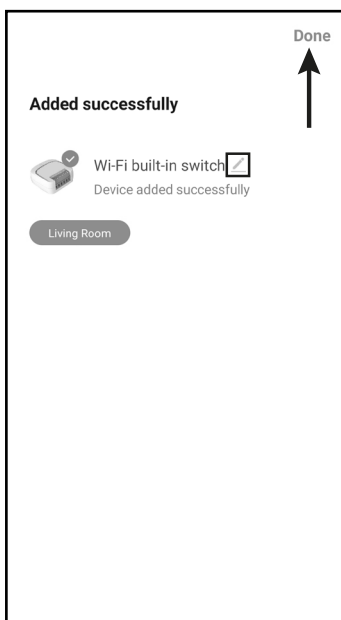 Done
Added successfully
Wi-Fi built-in switch
Device added successfully
Living Room